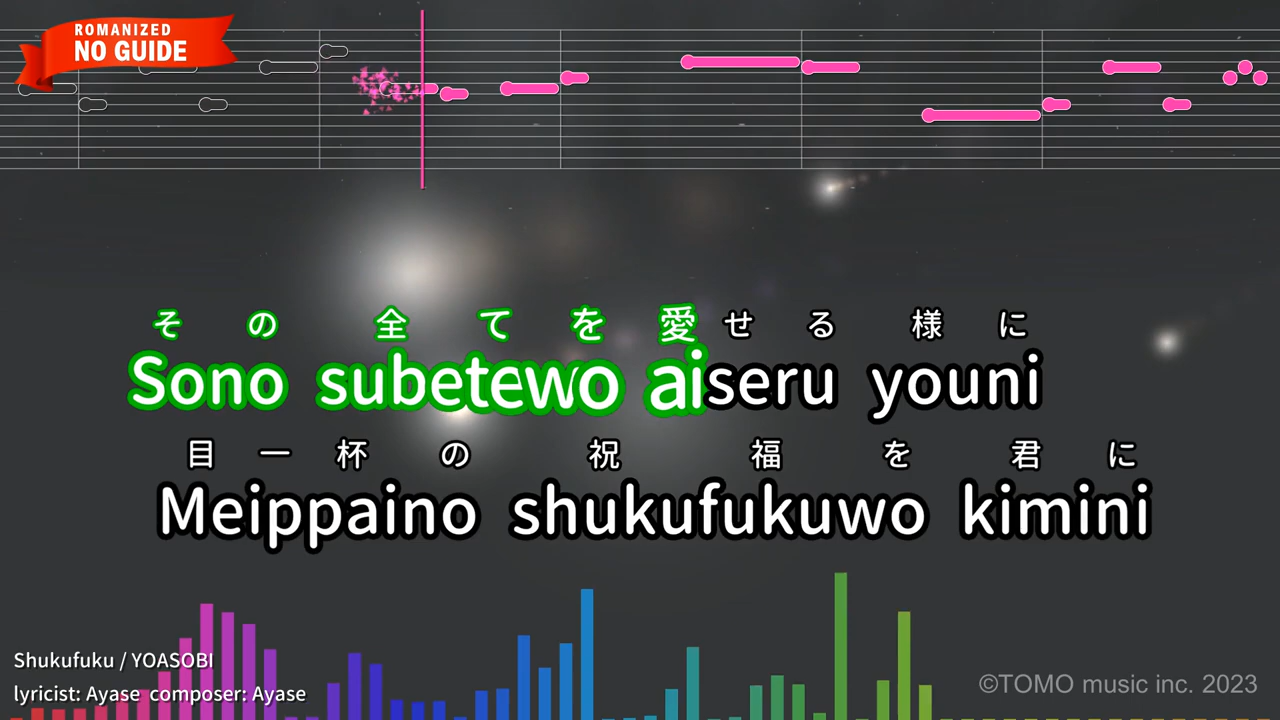 ROMANIZED
NO GUIDE
その全てを愛せる様に
Sono subetewo aiseru youni
目一杯の祝福を君に
Meippaino shukufukuwo kimini
Shukufuku / YOASOBI
lyricist: Ayase composer: Ayase
©TOMO music inc. 2023